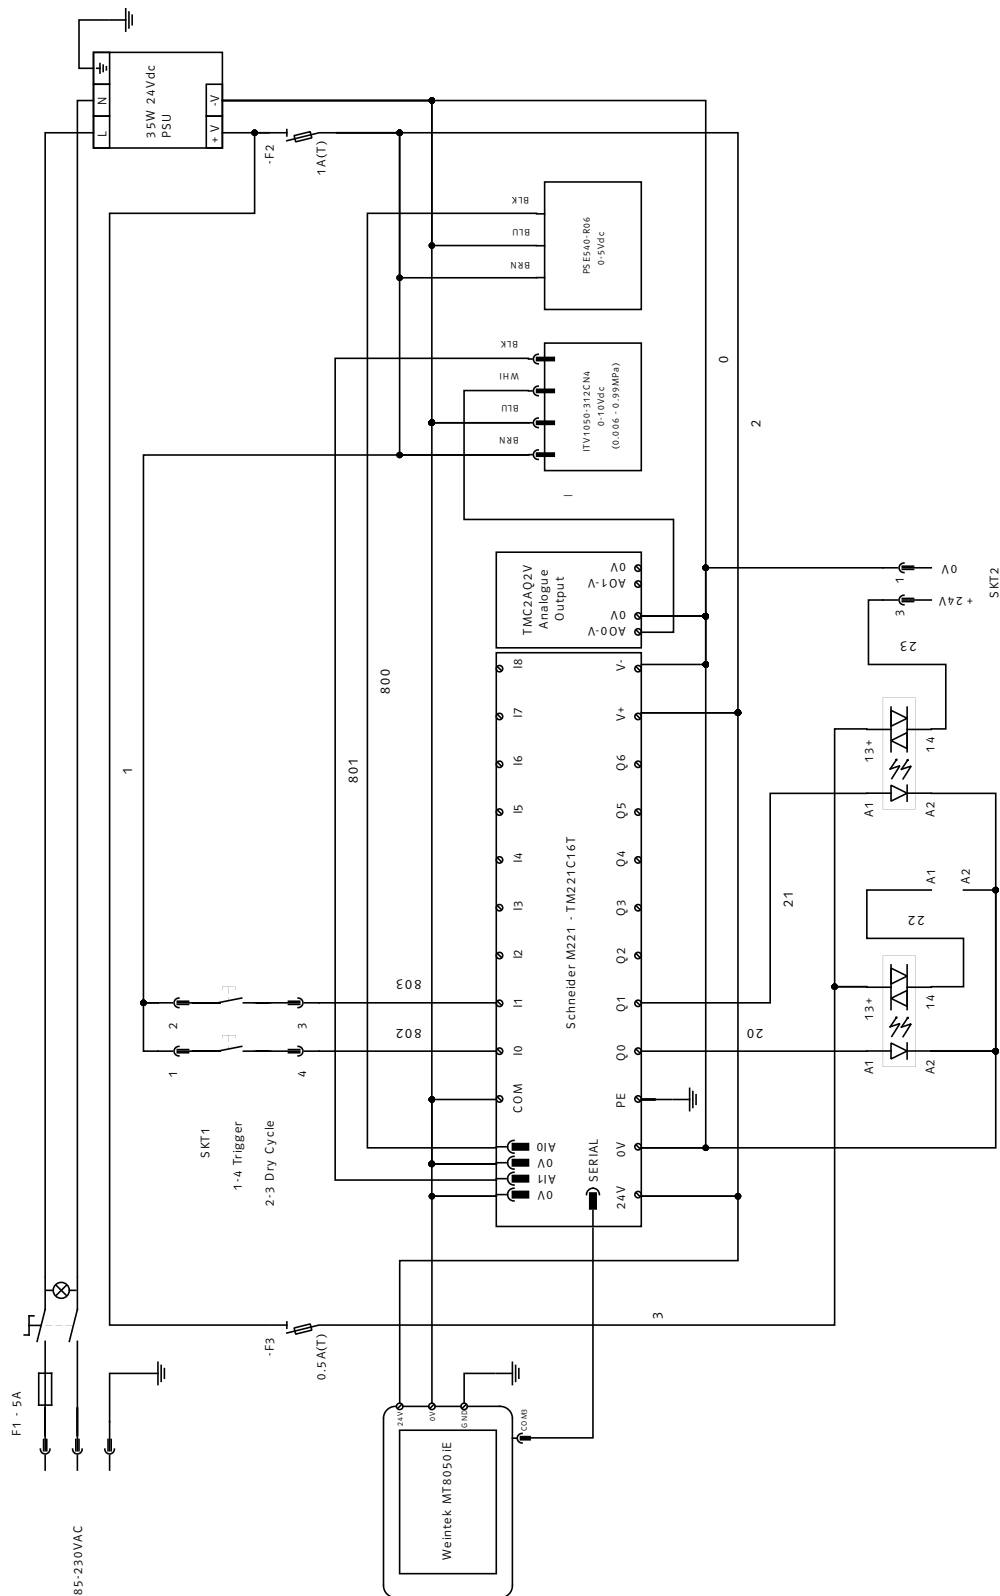 35W 24Vdc
PSU
L
N
-V
+V
-F2
1A(T)
BLK
BLU
BRN
PSE540-R06
0-5Vdc
BLK
WHI
BLU
BRN
ITV1050-312CN4
0-10Vdc
(0.006 - 0.99MPa)
0
2
1
801
800
TMC2AQ2V
Analogue
Output
0V
AO1-V
0V
AO0-V
Schneider M221 - TM221C16T
I8
I7
I6
I5
I4
I3
I2
I1
I0
COM
AI0
0V
AI1
0V
V-
V+
Q6
Q5
Q4
Q3
Q2
Q1
Q0
PE
0V
24V
SERIAL
803
802
2
3
1
4
SKT1
1-4 Trigger
2-3 Dry Cycle
1
0V
3
+24V
SKT2
23
13+
14
A1
A2
21
A1
A2
22
13+
14
A1
A2
20
3
-F3
0.5A(T)
F1 - 5A
85-230VAC
24V
0V
GND
COM3
Weintek MT8050iE